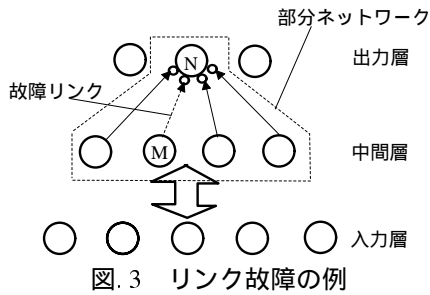 部分ネットワーク
出力層
N
故障リンク
M
中間層
入力層
図.3 リンク故障の例